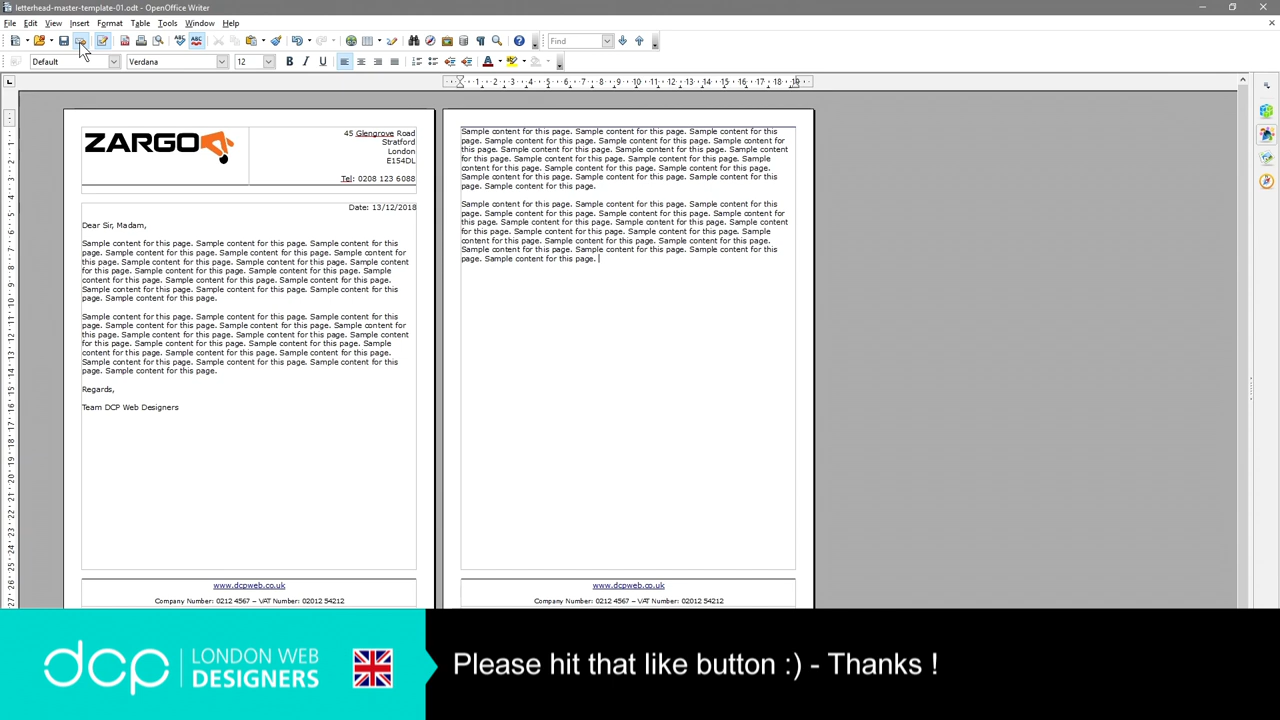 letterhead-master-template-01.odt - OpenOffice Writer
File Edit View Insert Format Table Tools Window Help
Find
Default Verdana 12 B I U
ZARGO
45 Glengrove Road
Stratford
London
E154DL
Tel: 0208 123 6088
Date: 13/12/2018
Dear Sir, Madam,
Sample content for this page. Sample content for this page. Sample content for this
page. Sample content for this page. Sample content for this page. Sample content for
this page. Sample content for this page. Sample content for this page. Sample content
for this page. Sample content for this page. Sample content for this page. Sample
content for this page. Sample content for this page. Sample content for this page.
Sample content for this page. Sample content for this page. Sample content for this
page. Sample content for this page.
Sample content for this page. Sample content for this page. Sample content for this
page. Sample content for this page. Sample content for this page. Sample content for
this page. Sample content for this page. Sample content for this page. Sample content
for this page. Sample content for this page. Sample content for this page. Sample
content for this page. Sample content for this page. Sample content for this page.
Sample content for this page. Sample content for this page. Sample content for this
page. Sample content for this page.
Regards,
Team DCP Web Designers
www.dcpweb.co.uk
Company Number: 0212 4567 – VAT Number: 02012 54212
Sample content for this page. Sample content for this page. Sample content for this
page. Sample content for this page. Sample content for this page. Sample content for
this page. Sample content for this page. Sample content for this page. Sample content
for this page. Sample content for this page. Sample content for this page. Sample
content for this page. Sample content for this page. Sample content for this page.
Sample content for this page. Sample content for this page. Sample content for this
page. Sample content for this page.
Sample content for this page. Sample content for this page. Sample content for this
page. Sample content for this page. Sample content for this page. Sample content for
this page. Sample content for this page. Sample content for this page. Sample content
for this page. Sample content for this page. Sample content for this page. Sample
content for this page. Sample content for this page. Sample content for this page.
Sample content for this page. Sample content for this page. Sample content for this
page. Sample content for this page.
www.dcpweb.co.uk
Company Number: 0212 4567 – VAT Number: 02012 54212
dcp LONDON WEB
DESIGNERS
Please hit that like button :) - Thanks !